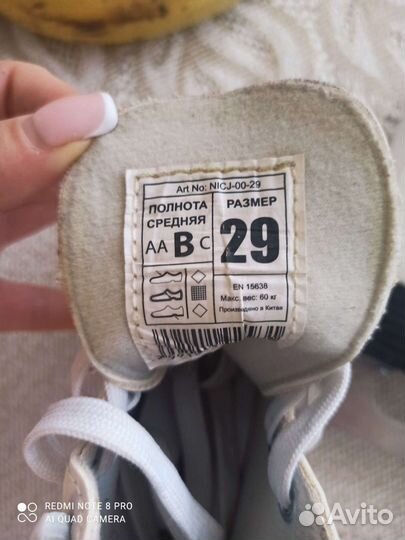 Art No: NICJ-00-29
ПОЛНОТА
СРЕДНЯЯ
AA B C
РАЗМЕР
29
EN 15638
Макс. вес: 60 кг
Произведено в Китае
REDMI NOTE 8 PRO
AI QUAD CAMERA
Avito